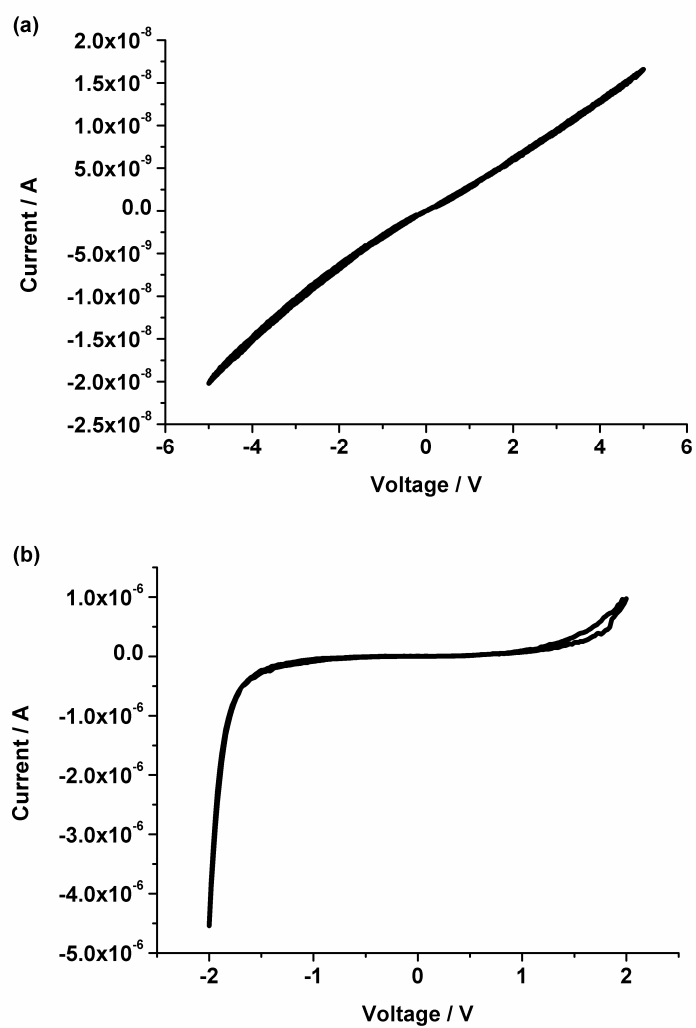 (a)
2.0x10⁻⁸
1.5x10⁻⁸
1.0x10⁻⁸
5.0x10⁻⁹
0.0
-5.0x10⁻⁹
-1.0x10⁻⁸
-1.5x10⁻⁸
-2.0x10⁻⁸
-2.5x10⁻⁸
Current / A
-6 -4 -2 0 2 4 6
Voltage / V
(b)
1.0x10⁻⁶
0.0
-1.0x10⁻⁶
-2.0x10⁻⁶
-3.0x10⁻⁶
-4.0x10⁻⁶
-5.0x10⁻⁶
Current / A
-2 -1 0 1 2
Voltage / V